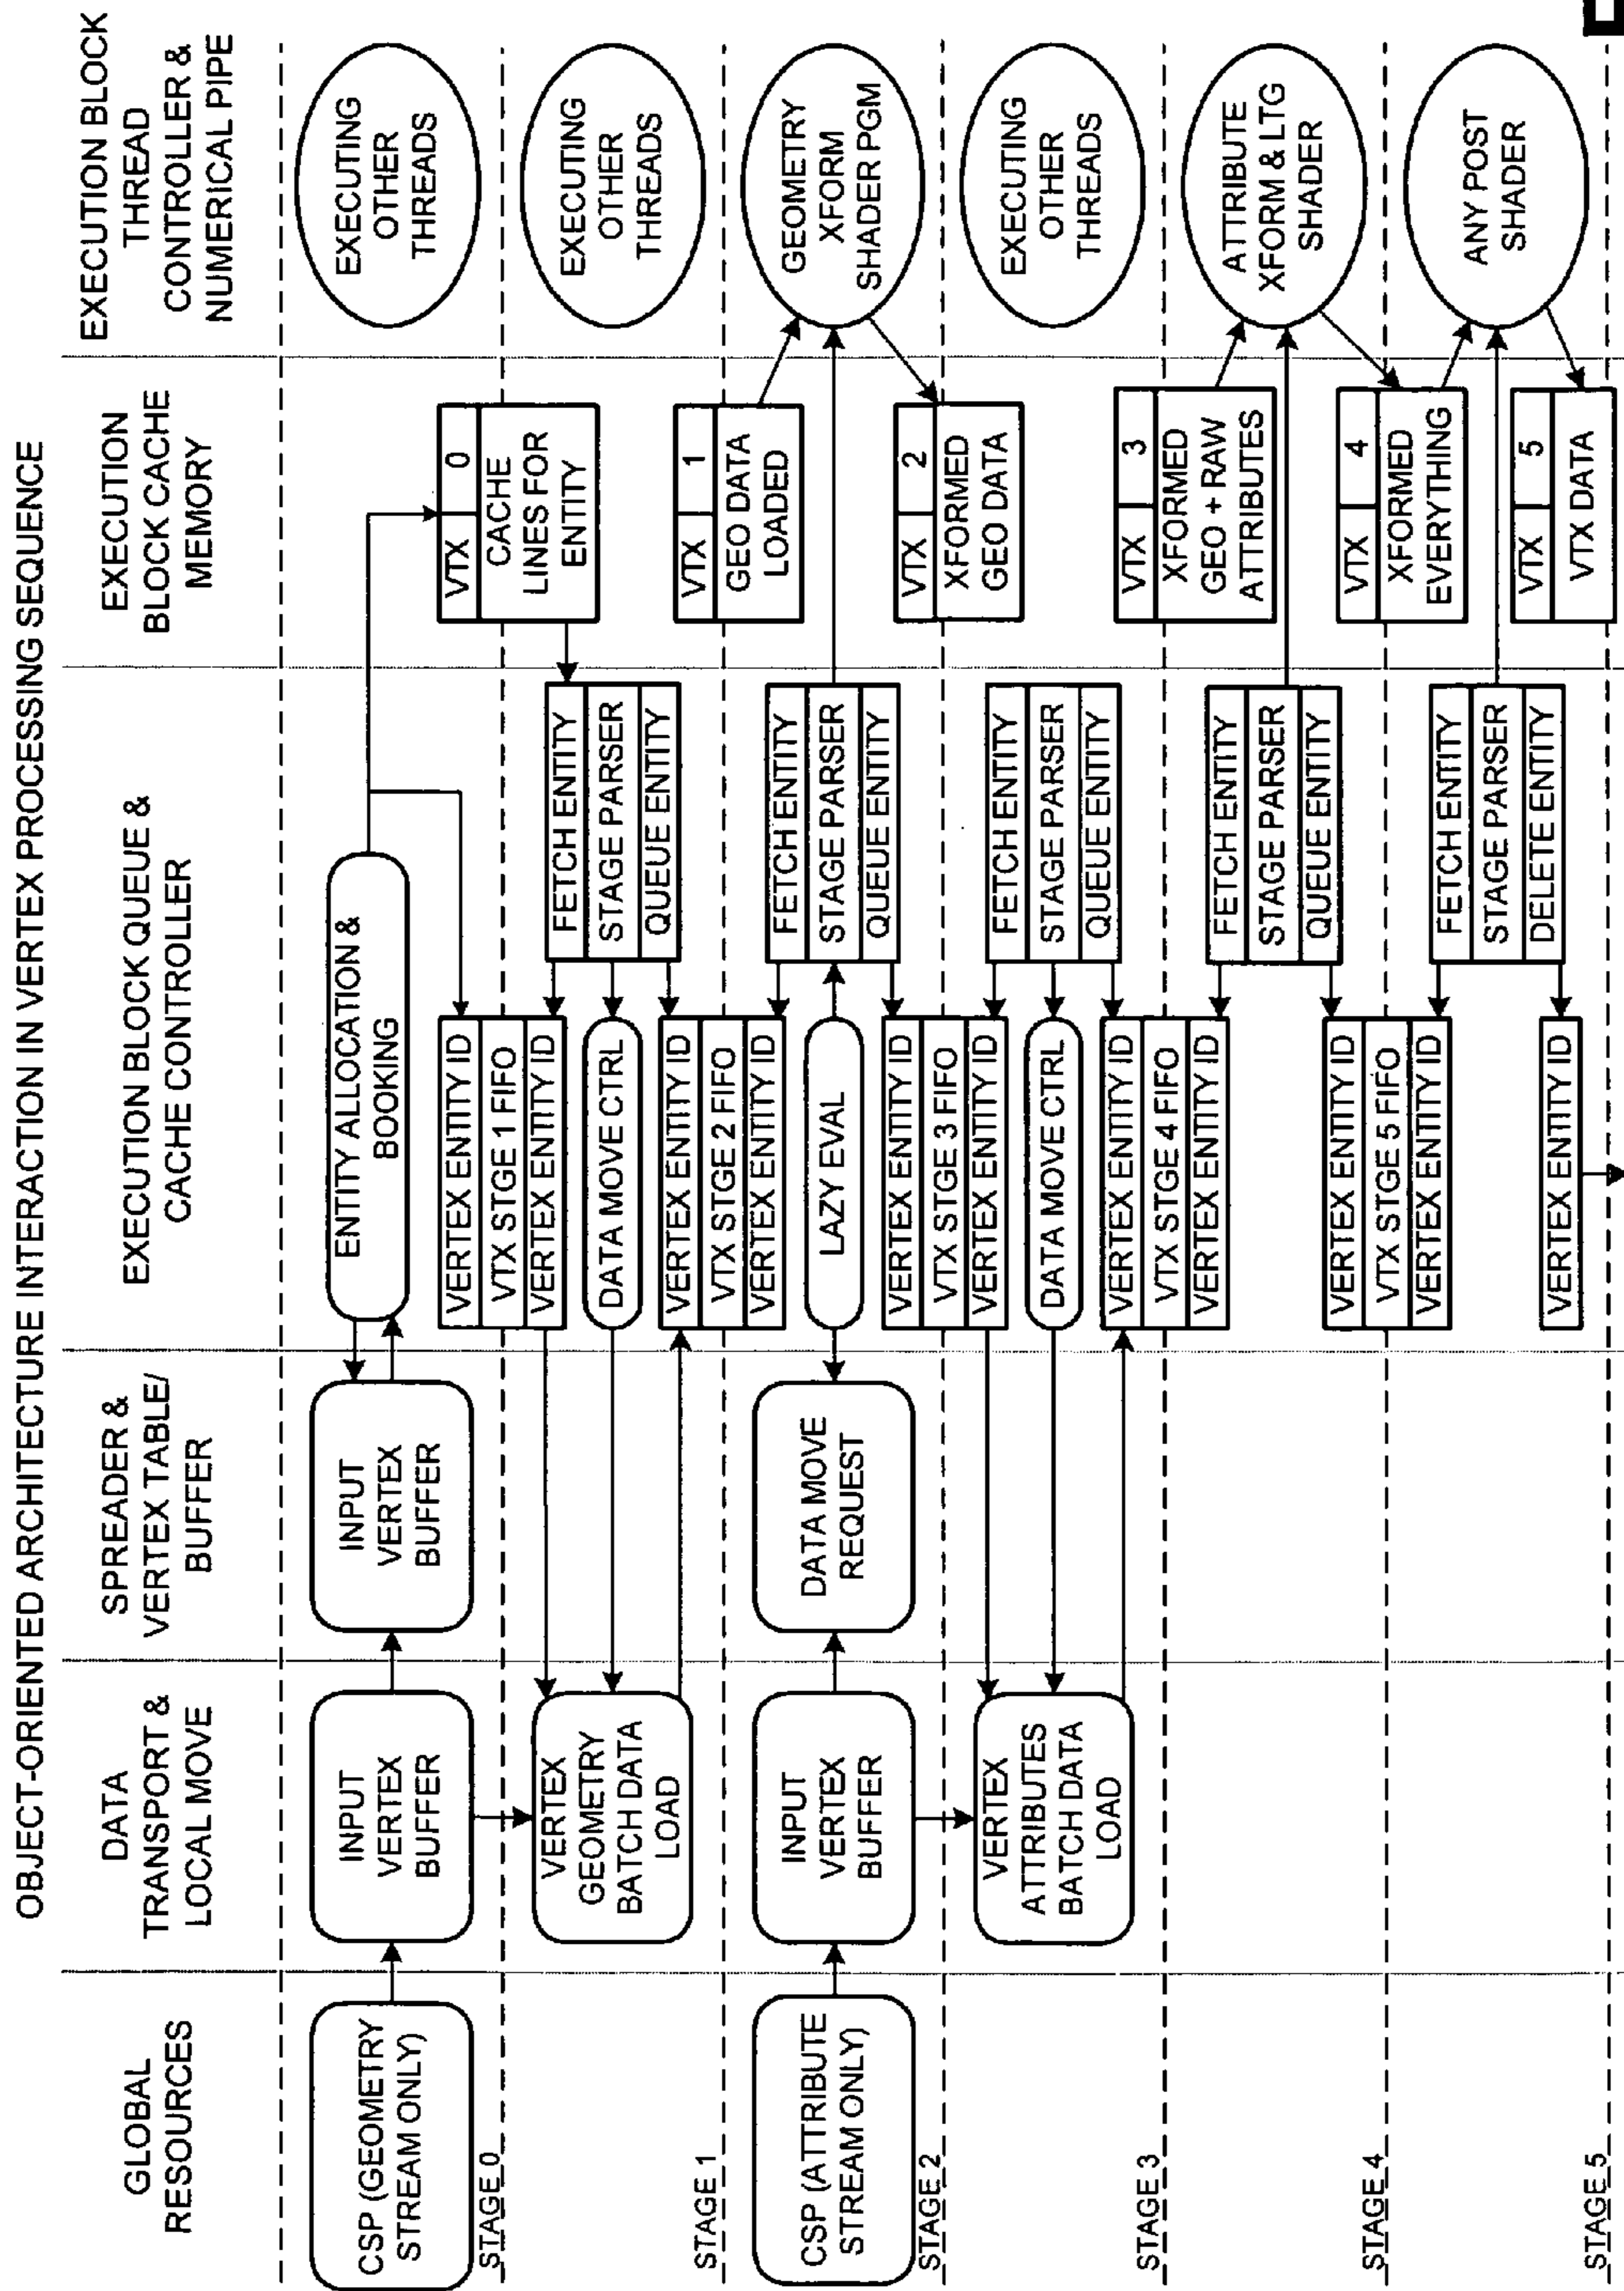 OBJECT-ORIENTED ARCHITECTURE INTERACTION IN VERTEX PROCESSING SEQUENCE
GLOBAL
RESOURCES
DATA
TRANSPORT &
LOCAL MOVE
SPREADER &
VERTEX TABLE/
BUFFER
EXECUTION BLOCK QUEUE &
CACHE CONTROLLER
EXECUTION
BLOCK CACHE
MEMORY
EXECUTION BLOCK
THREAD
CONTROLLER &
NUMERICAL PIPE
CSP (GEOMETRY
STREAM ONLY)
INPUT
VERTEX
BUFFER
INPUT
VERTEX
BUFFER
ENTITY ALLOCATION &
BOOKING
EXECUTING
OTHER
THREADS
STAGE 0
VERTEX ENTITY ID
VTX STGE 1 FIFO
VERTEX ENTITY ID
VTX 0
CACHE
LINES FOR
ENTITY
VERTEX
GEOMETRY
BATCH DATA
LOAD
DATA MOVE CTRL
FETCH ENTITY
STAGE PARSER
QUEUE ENTITY
EXECUTING
OTHER
THREADS
STAGE 1
VERTEX ENTITY ID
VTX STGE 2 FIFO
VERTEX ENTITY ID
VTX 1
GEO DATA
LOADED
CSP (ATTRIBUTE
STREAM ONLY)
INPUT
VERTEX
BUFFER
DATA MOVE
REQUEST
LAZY EVAL
FETCH ENTITY
STAGE PARSER
QUEUE ENTITY
GEOMETRY
XFORM
SHADER PGM
STAGE 2
VERTEX ENTITY ID
VTX STGE 3 FIFO
VERTEX ENTITY ID
VTX 2
XFORMED
GEO DATA
VERTEX
ATTRIBUTES
BATCH DATA
LOAD
DATA MOVE CTRL
FETCH ENTITY
STAGE PARSER
QUEUE ENTITY
EXECUTING
OTHER
THREADS
STAGE 3
VERTEX ENTITY ID
VTX STGE 4 FIFO
VERTEX ENTITY ID
VTX 3
XFORMED
GEO + RAW
ATTRIBUTES
FETCH ENTITY
STAGE PARSER
QUEUE ENTITY
ATTRIBUTE
XFORM & LTG
SHADER
STAGE 4
VERTEX ENTITY ID
VTX STGE 5 FIFO
VERTEX ENTITY ID
VTX 4
XFORMED
EVERYTHING
FETCH ENTITY
STAGE PARSER
DELETE ENTITY
ANY POST
SHADER
STAGE 5
VERTEX ENTITY ID
VTX 5
VTX DATA